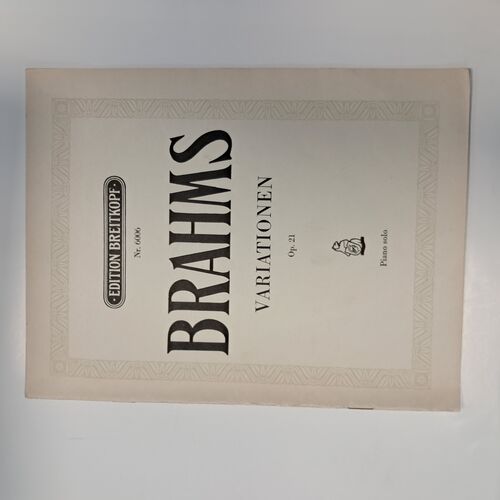 EDITION BREITKOPF
Nr. 6006
BRAHMS
VARIATIONEN
Op. 21
Piano solo